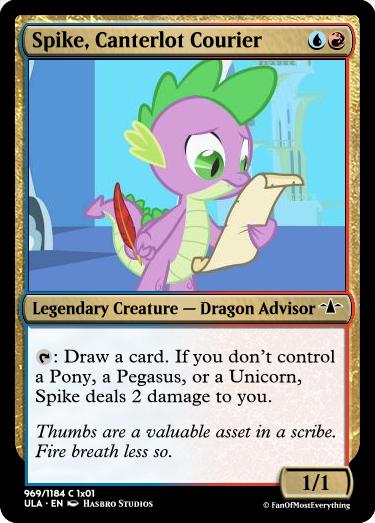 Spike, Canterlot Courier
Legendary Creature — Dragon Advisor
: Draw a card. If you don't control
a Pony, a Pegasus, or a Unicorn,
Spike deals 2 damage to you.
Thumbs are a valuable asset in a scribe.
Fire breath less so.
1/1
969/1184 C 1x01
ULA • EN Hasbro Studios
© FanOfMostEverything